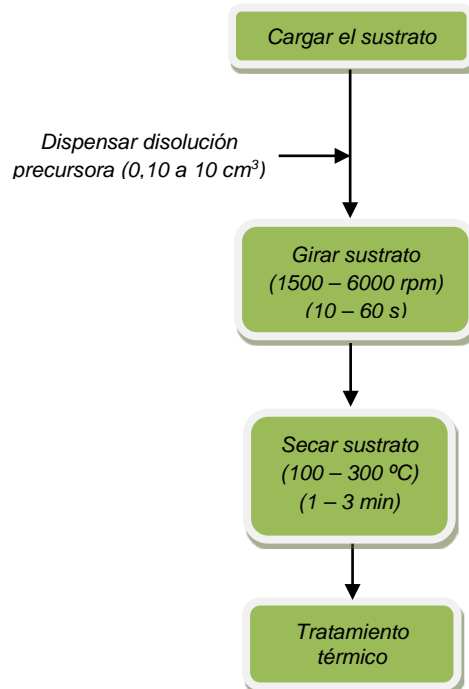 Cargar el sustrato
Dispensar disolución
precursora (0,10 a 10 cm³)
Girar sustrato
(1500 – 6000 rpm)
(10 – 60 s)
Secar sustrato
(100 – 300 ºC)
(1 – 3 min)
Tratamiento
térmico